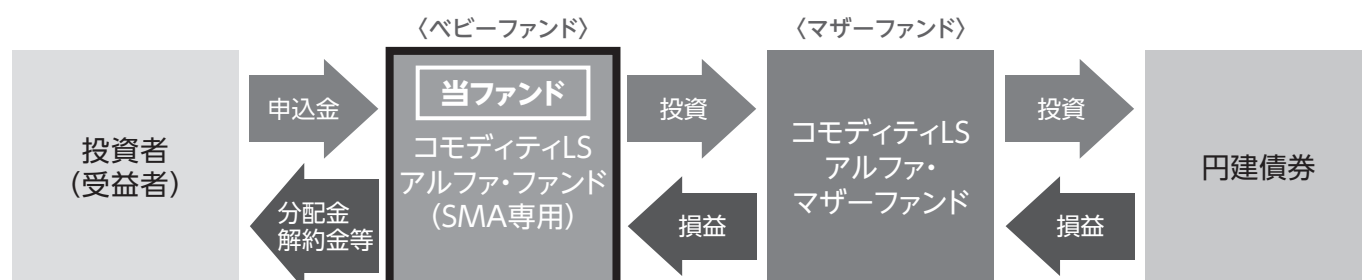 〈ベビーファンド〉
〈マザーファンド〉
投資者
（受益者）
申込金
分配金
解約金等
当ファンド
コモディティLS
アルファ・ファンド
（SMA専用）
投資
損益
コモディティLS
アルファ・
マザーファンド
投資
損益
円建債券